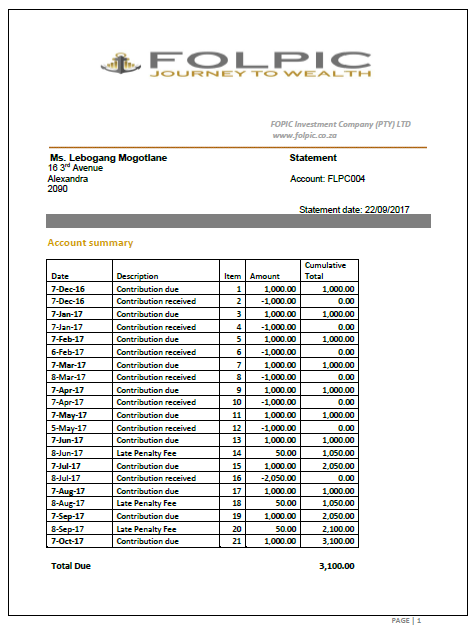 FOLPIC
JOURNEY TO WEALTH
FOPIC Investment Company (PTY) LTD
www.folpic.co.za
Ms. Lebogang Mogotlane Statement
16 3rd Avenue
Alexandra Account: FLPC004
2090
Statement date: 22/09/2017
Account summary
Date Description Item Amount Cumulative Total
7-Dec-16 Contribution due 1 1,000.00 1,000.00
7-Dec-16 Contribution received 2 -1,000.00 0.00
7-Jan-17 Contribution due 3 1,000.00 1,000.00
7-Jan-17 Contribution received 4 -1,000.00 0.00
7-Feb-17 Contribution due 5 1,000.00 1,000.00
6-Feb-17 Contribution received 6 -1,000.00 0.00
7-Mar-17 Contribution due 7 1,000.00 1,000.00
8-Mar-17 Contribution received 8 -1,000.00 0.00
7-Apr-17 Contribution due 9 1,000.00 1,000.00
7-Apr-17 Contribution received 10 -1,000.00 0.00
7-May-17 Contribution due 11 1,000.00 1,000.00
5-May-17 Contribution received 12 -1,000.00 0.00
7-Jun-17 Contribution due 13 1,000.00 1,000.00
8-Jun-17 Late Penalty Fee 14 50.00 1,050.00
7-Jul-17 Contribution due 15 1,000.00 2,050.00
8-Jul-17 Contribution received 16 -2,050.00 0.00
7-Aug-17 Contribution due 17 1,000.00 1,000.00
8-Aug-17 Late Penalty Fee 18 50.00 1,050.00
7-Sep-17 Contribution due 19 1,000.00 2,050.00
8-Sep-17 Late Penalty Fee 20 50.00 2,100.00
7-Oct-17 Contribution due 21 1,000.00 3,100.00
Total Due 3,100.00
PAGE | 1